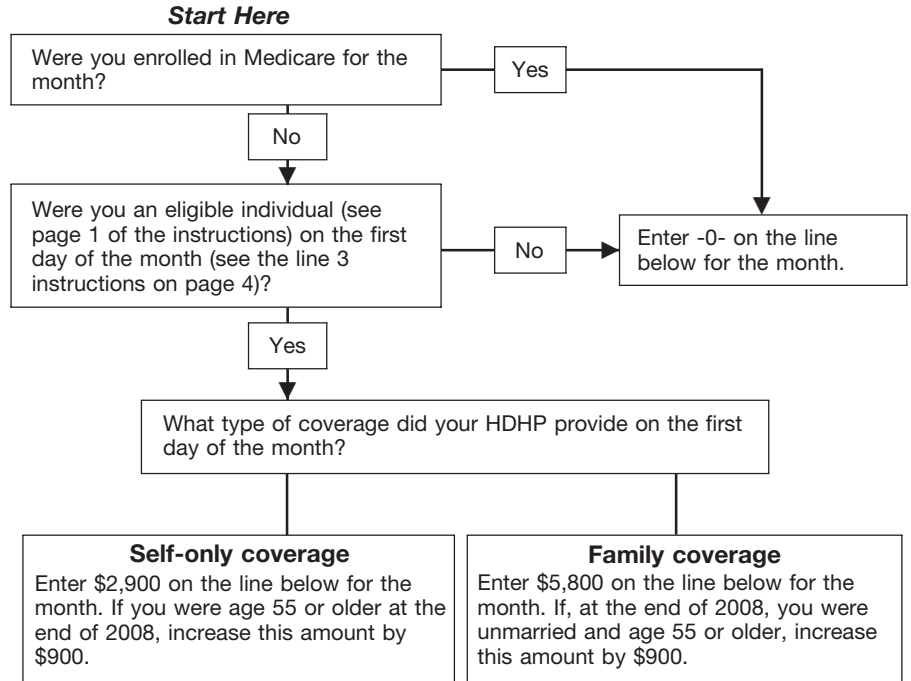 Start Here
Were you enrolled in Medicare for the
month?
Yes
No
Were you an eligible individual (see
page 1 of the instructions) on the first
day of the month (see the line 3
instructions on page 4)?
No
Enter -0- on the line
below for the month.
Yes
What type of coverage did your HDHP provide on the first
day of the month?
Self-only coverage
Enter $2,900 on the line below for the
month. If you were age 55 or older at the
end of 2008, increase this amount by
$900.
Family coverage
Enter $5,800 on the line below for the
month. If, at the end of 2008, you were
unmarried and age 55 or older, increase
this amount by $900.